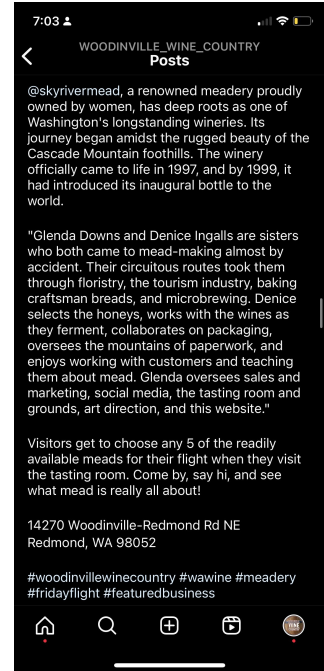 7:03
WOODINVILLE_WINE_COUNTRY
Posts
@skyrivermead, a renowned meadery proudly
owned by women, has deep roots as one of
Washington's longstanding wineries. Its
journey began amidst the rugged beauty of the
Cascade Mountain foothills. The winery
officially came to life in 1997, and by 1999, it
had introduced its inaugural bottle to the
world.
"Glenda Downs and Denice Ingalls are sisters
who both came to mead-making almost by
accident. Their circuitous routes took them
through floristry, the tourism industry, baking
craftsman breads, and microbrewing. Denice
selects the honeys, works with the wines as
they ferment, collaborates on packaging,
oversees the mountains of paperwork, and
enjoys working with customers and teaching
them about mead. Glenda oversees sales and
marketing, social media, the tasting room and
grounds, art direction, and this website."
Visitors get to choose any 5 of the readily
available meads for their flight when they visit
the tasting room. Come by, say hi, and see
what mead is really all about!
14270 Woodinville-Redmond Rd NE
Redmond, WA 98052
#woodinvillewinecountry #wawine #meadery
#fridayflight #featuredbusiness